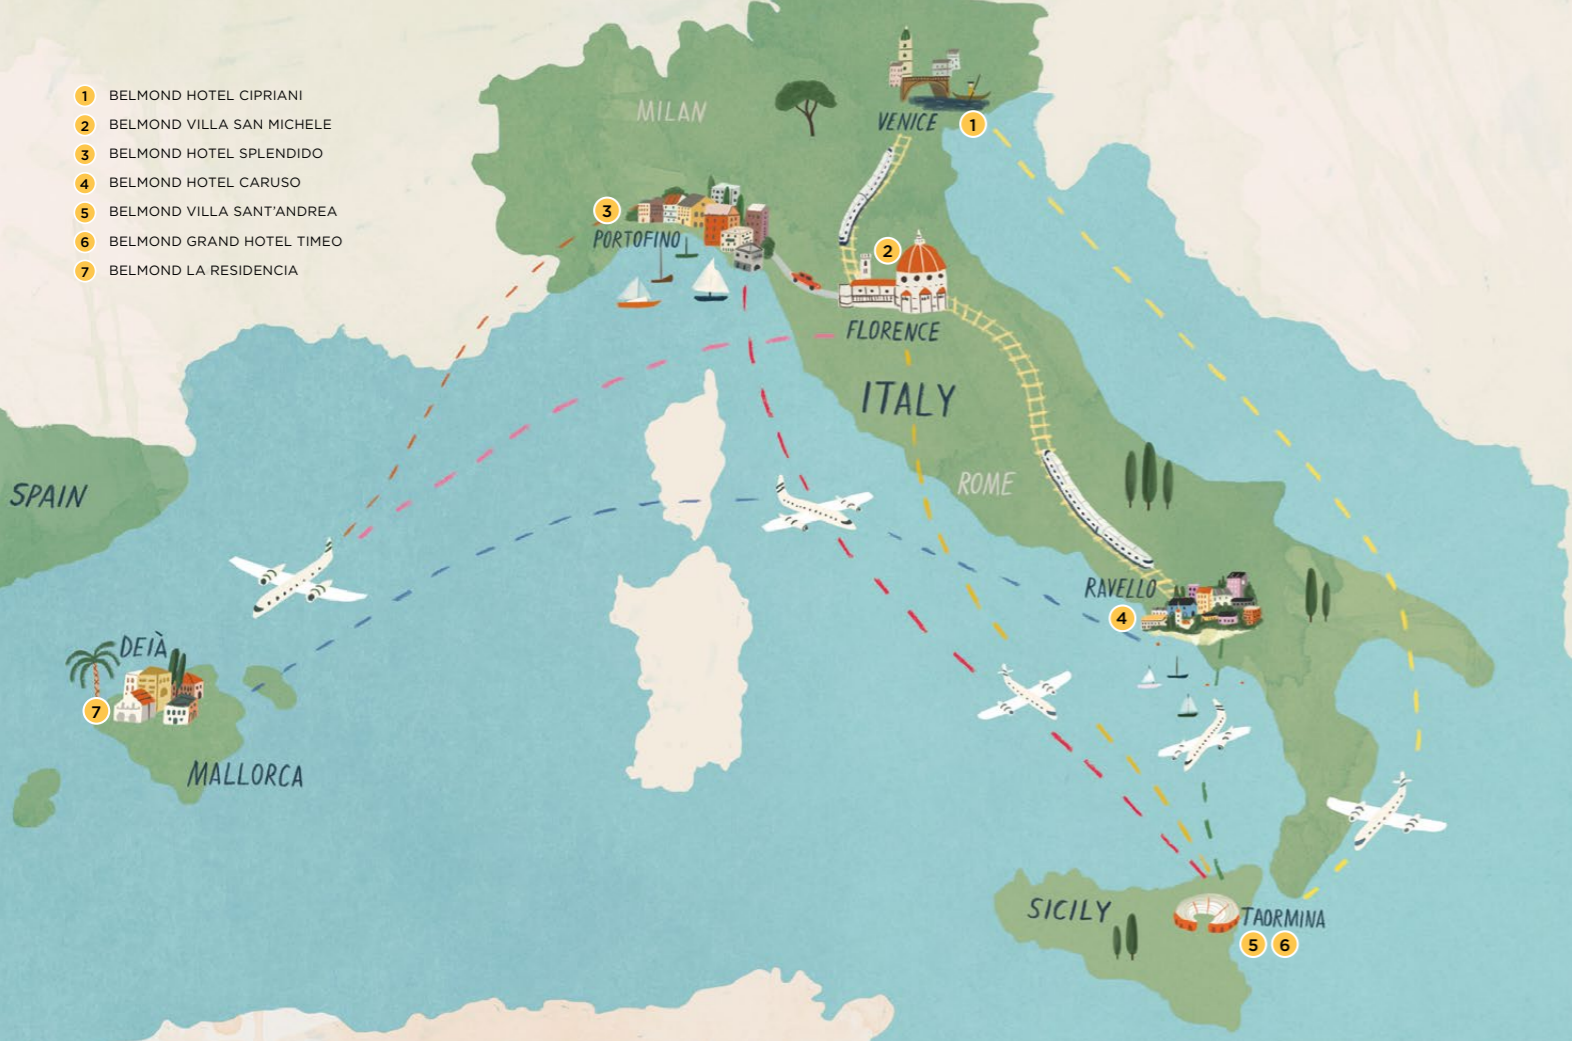 1 BELMOND HOTEL CIPRIANI
2 BELMOND VILLA SAN MICHELE
3 BELMOND HOTEL SPLENDIDO
4 BELMOND HOTEL CARUSO
5 BELMOND VILLA SANT'ANDREA
6 BELMOND GRAND HOTEL TIMEO
7 BELMOND LA RESIDENCIA
MILAN
VENICE 1
3
PORTOFINO
2
FLORENCE
ITALY
ROME
SPAIN
RAVELLO
4
DEIÀ
7
MALLORCA
SICILY
TAORMINA
5 6